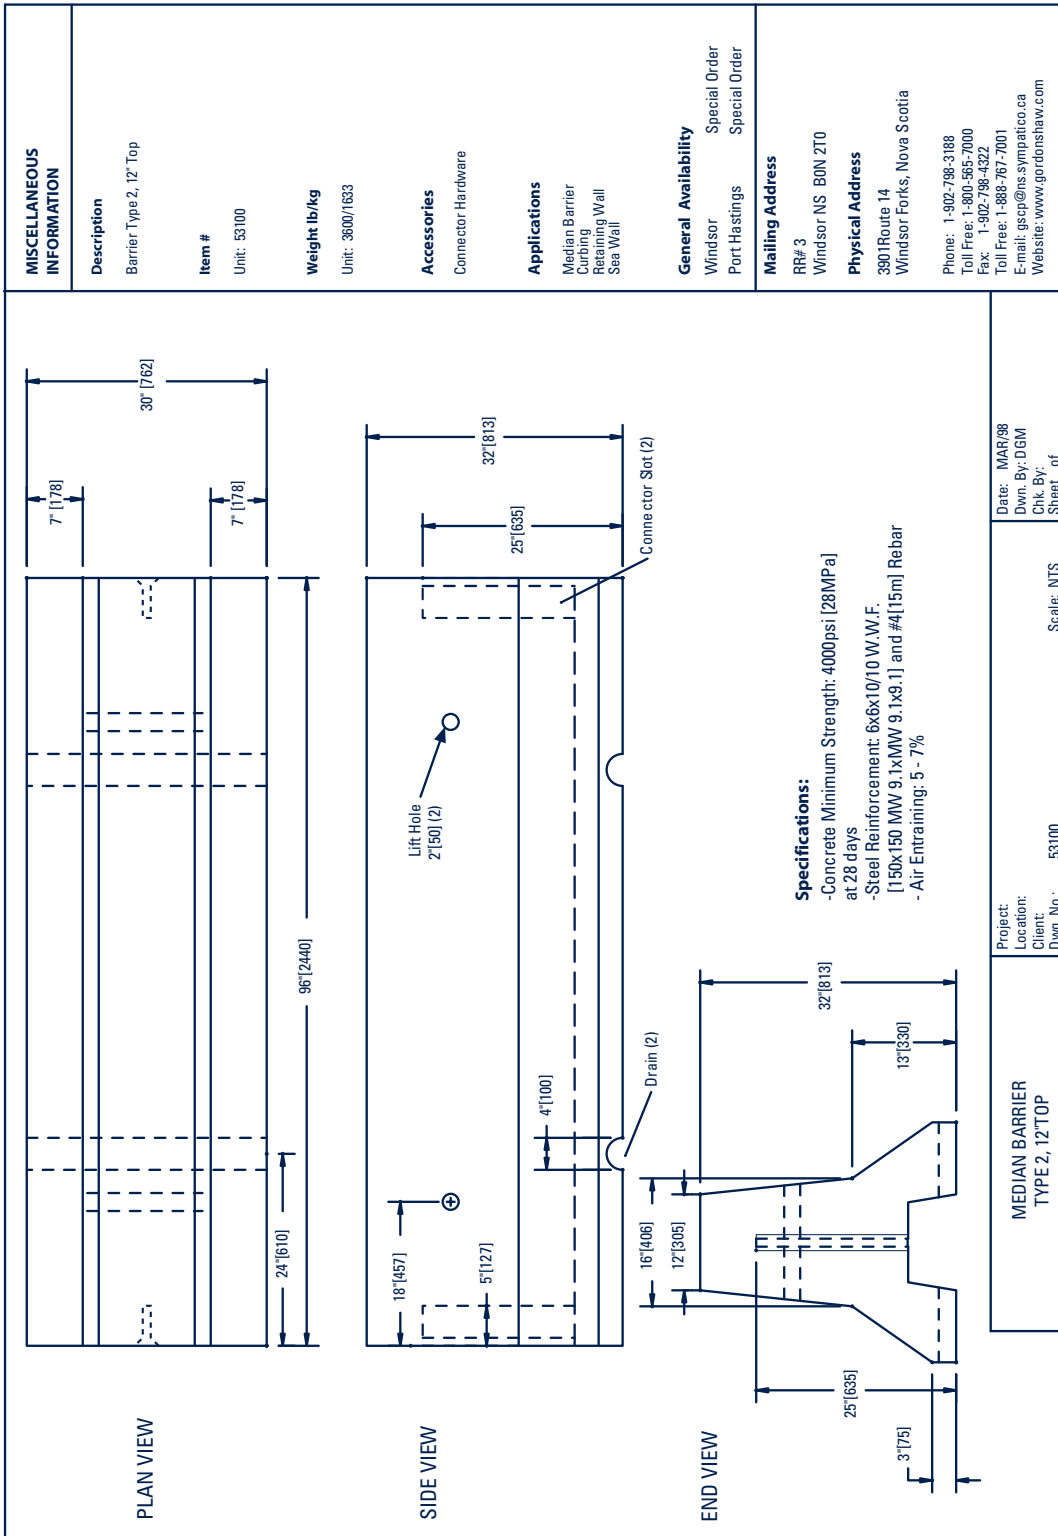 PLAN VIEW
30" [762]
7" [178]
7" [178]
24"[610]
96"[2440]
SIDE VIEW
32"[813]
25"[635]
Connector Slot (2)
Lift Hole
2"[50] (2)
18"[457]
5"[127]
4"[100]
Drain (2)
END VIEW
32"[813]
13"[330]
16"[406]
12"[305]
25"[635]
3"[75]
Specifications:
-Concrete Minimum Strength: 4000psi [28MPa]
at 28 days
-Steel Reinforcement: 6x6x10/10 W.W.F.
[150x150 MW 9.1xMW 9.1x9.1] and #4[15m] Rebar
- Air Entraining: 5 - 7%
MEDIAN BARRIER
TYPE 2, 12"TOP
Project:
Location:
Client:
Dwn. No.: 53100
Scale: NTS
Date: MAR/98
Dwn. By: DGM
Chk. By:
Sheet of
MISCELLANEOUS
INFORMATION
Description
Barrier Type 2, 12" Top
Item #
Unit: 53100
Weight lb/kg
Unit: 3600/1633
Accessories
Connector Hardware
Applications
Median Barrier
Curbing
Retaining Wall
Sea Wall
General Availability
Windsor Special Order
Port Hastings Special Order
Mailing Address
RR# 3
Windsor NS B0N 2T0
Physical Address
3901Route 14
Windsor Forks, Nova Scotia
Phone: 1-902-798-3188
Toll Free: 1-800-565-7000
Fax: 1-902-798-4322
Toll Free: 1-888-767-7001
E-mail: gscp@ns.sympatico.ca
Website: www.gordonshaw.com